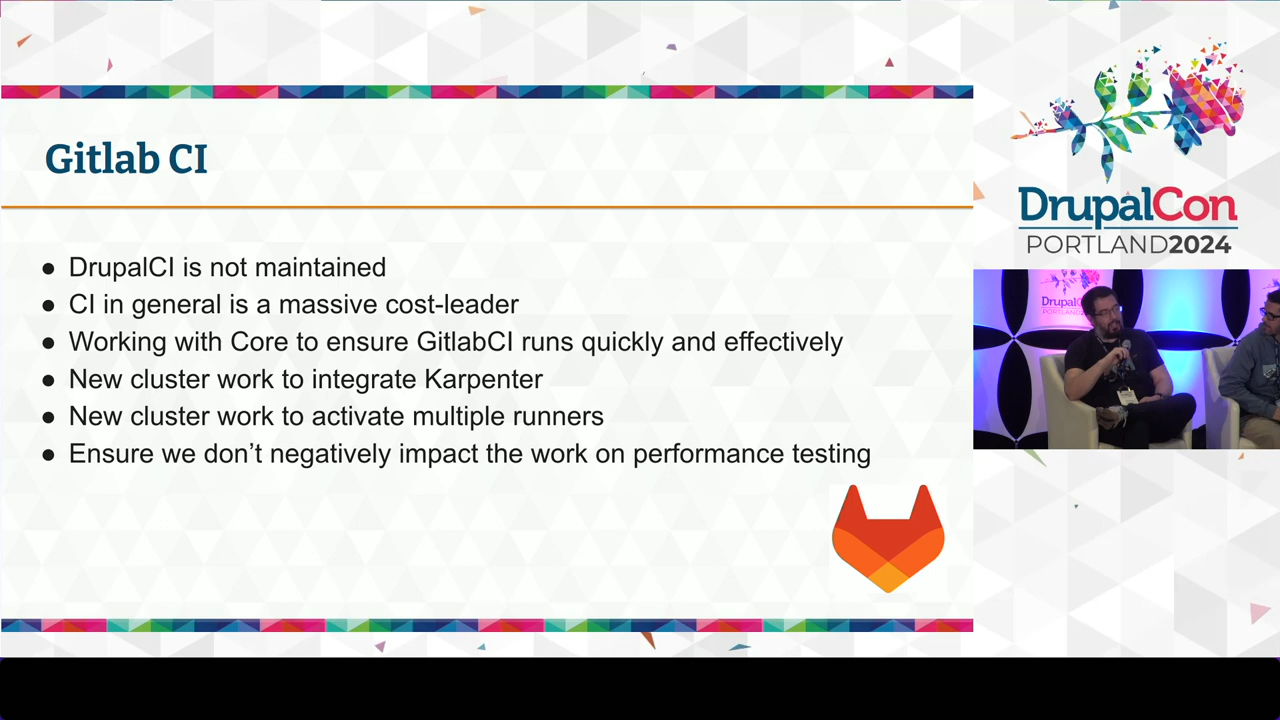 Gitlab CI
● DrupalCI is not maintained
● CI in general is a massive cost-leader
● Working with Core to ensure GitlabCI runs quickly and effectively
● New cluster work to integrate Karpenter
● New cluster work to activate multiple runners
● Ensure we don’t negatively impact the work on performance testing
DrupalCon
PORTLAND2024